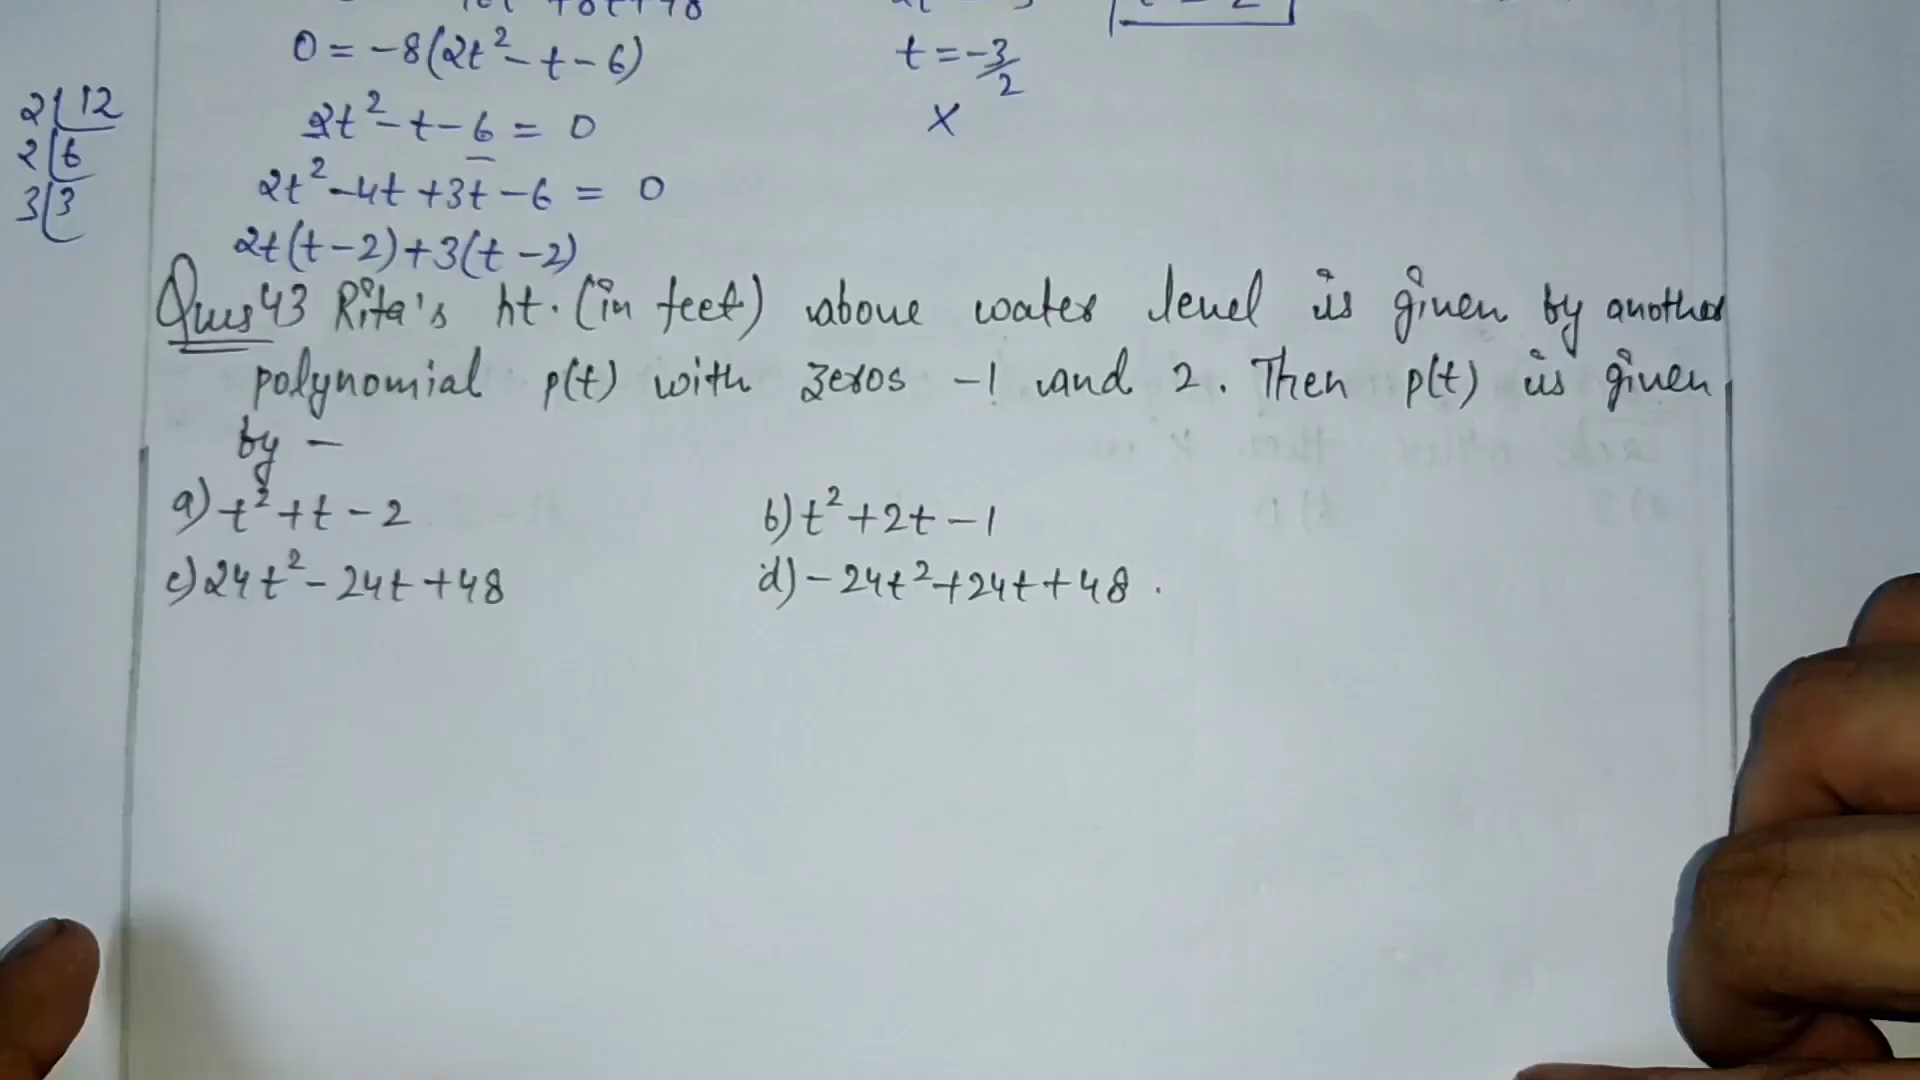 0 = -8(2t² - t - 6)
2t² - t - 6 = 0
2t² - 4t + 3t - 6 = 0
2t(t - 2) + 3(t - 2)
t = -3/2
×
2 | 12
2 | 6
3 | 3
Ques 43 Rita's ht. (in feet) above water level is given by another
polynomial p(t) with zeros -1 and 2. Then p(t) is given
by -
a) t² + t - 2
b) t² + 2t - 1
c) 24t² - 24t + 48
d) - 24t² + 24t + 48 .